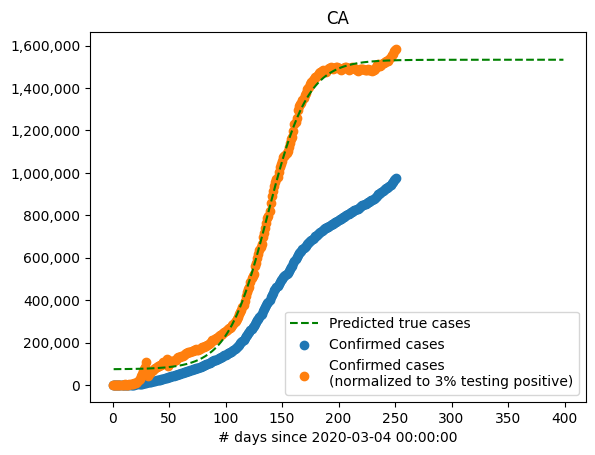 CA
1,600,000
1,400,000
1,200,000
1,000,000
800,000
600,000
400,000
200,000
0
Predicted true cases
Confirmed cases
Confirmed cases
(normalized to 3% testing positive)
0 50 100 150 200 250 300 350 400
# days since 2020-03-04 00:00:00